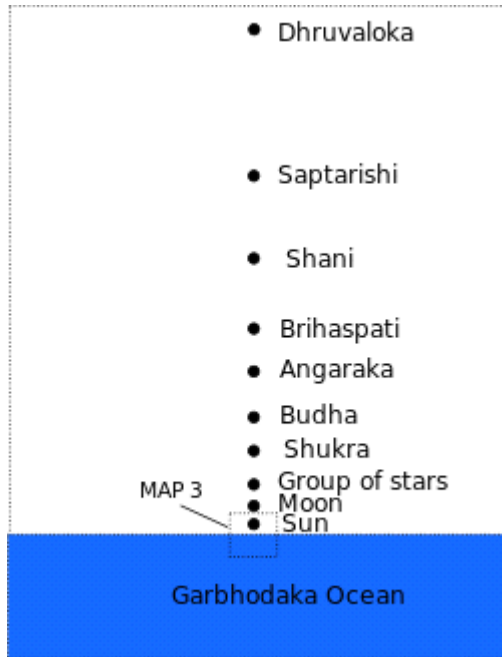 Dhruvaloka
Saptarishi
Shani
Brihaspati
Angaraka
Budha
Shukra
Group of stars
MAP 3
Moon
Sun
Garbhodaka Ocean